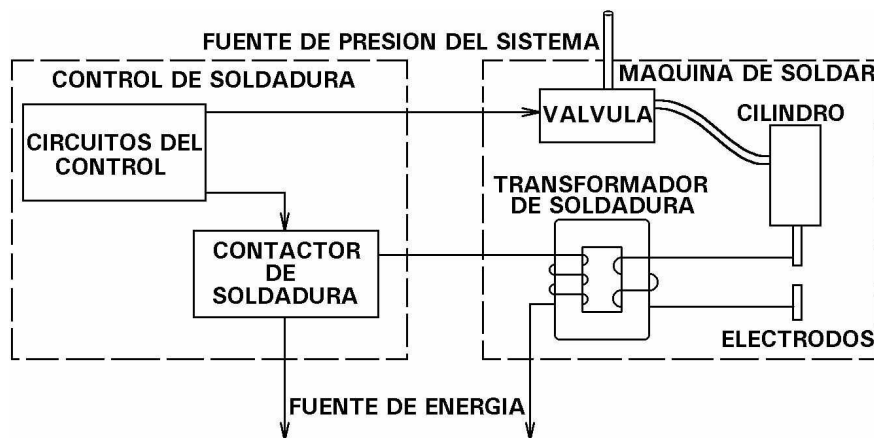 FUENTE DE PRESION DEL SISTEMA
CONTROL DE SOLDADURA
MAQUINA DE SOLDAR
CIRCUITOS DEL
CONTROL
VALVULA
CILINDRO
TRANSFORMADOR
DE SOLDADURA
CONTACTOR
DE
SOLDADURA
ELECTRODOS
FUENTE DE ENERGIA